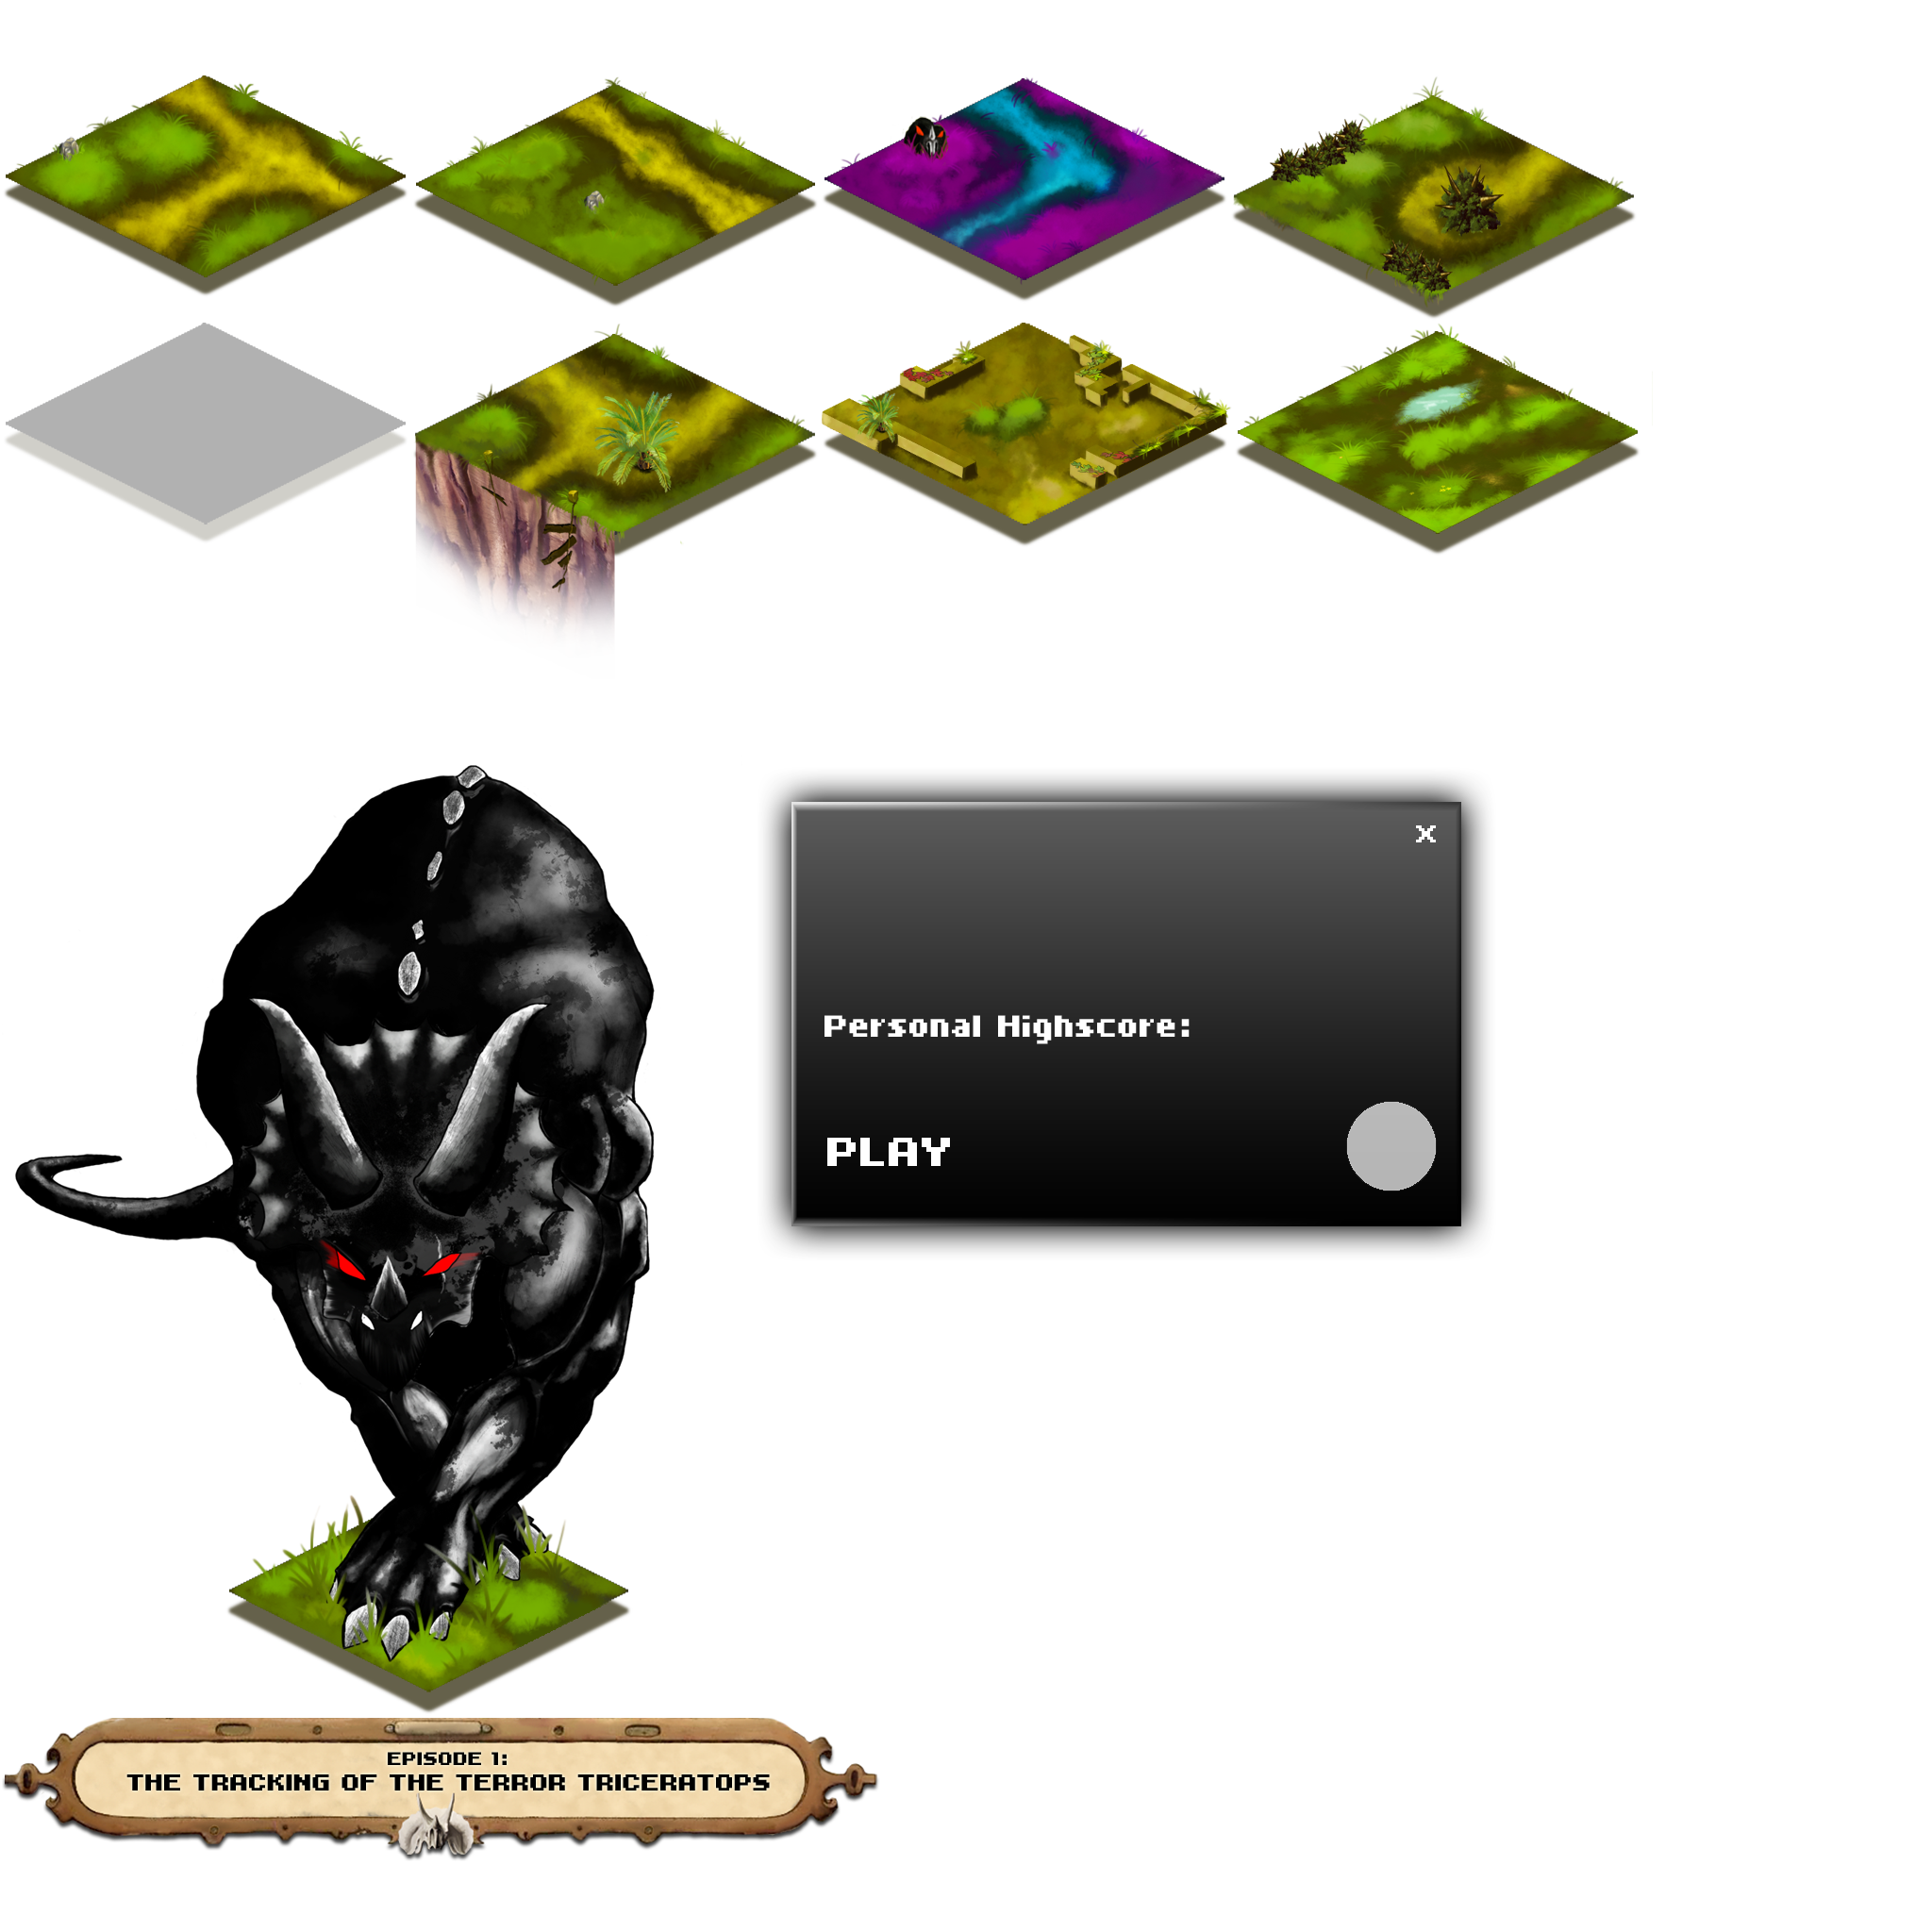 X
Personal Highscore:
PLAY
EPISODE 1:
THE TRACKING OF THE TERROR TRICERATOPS